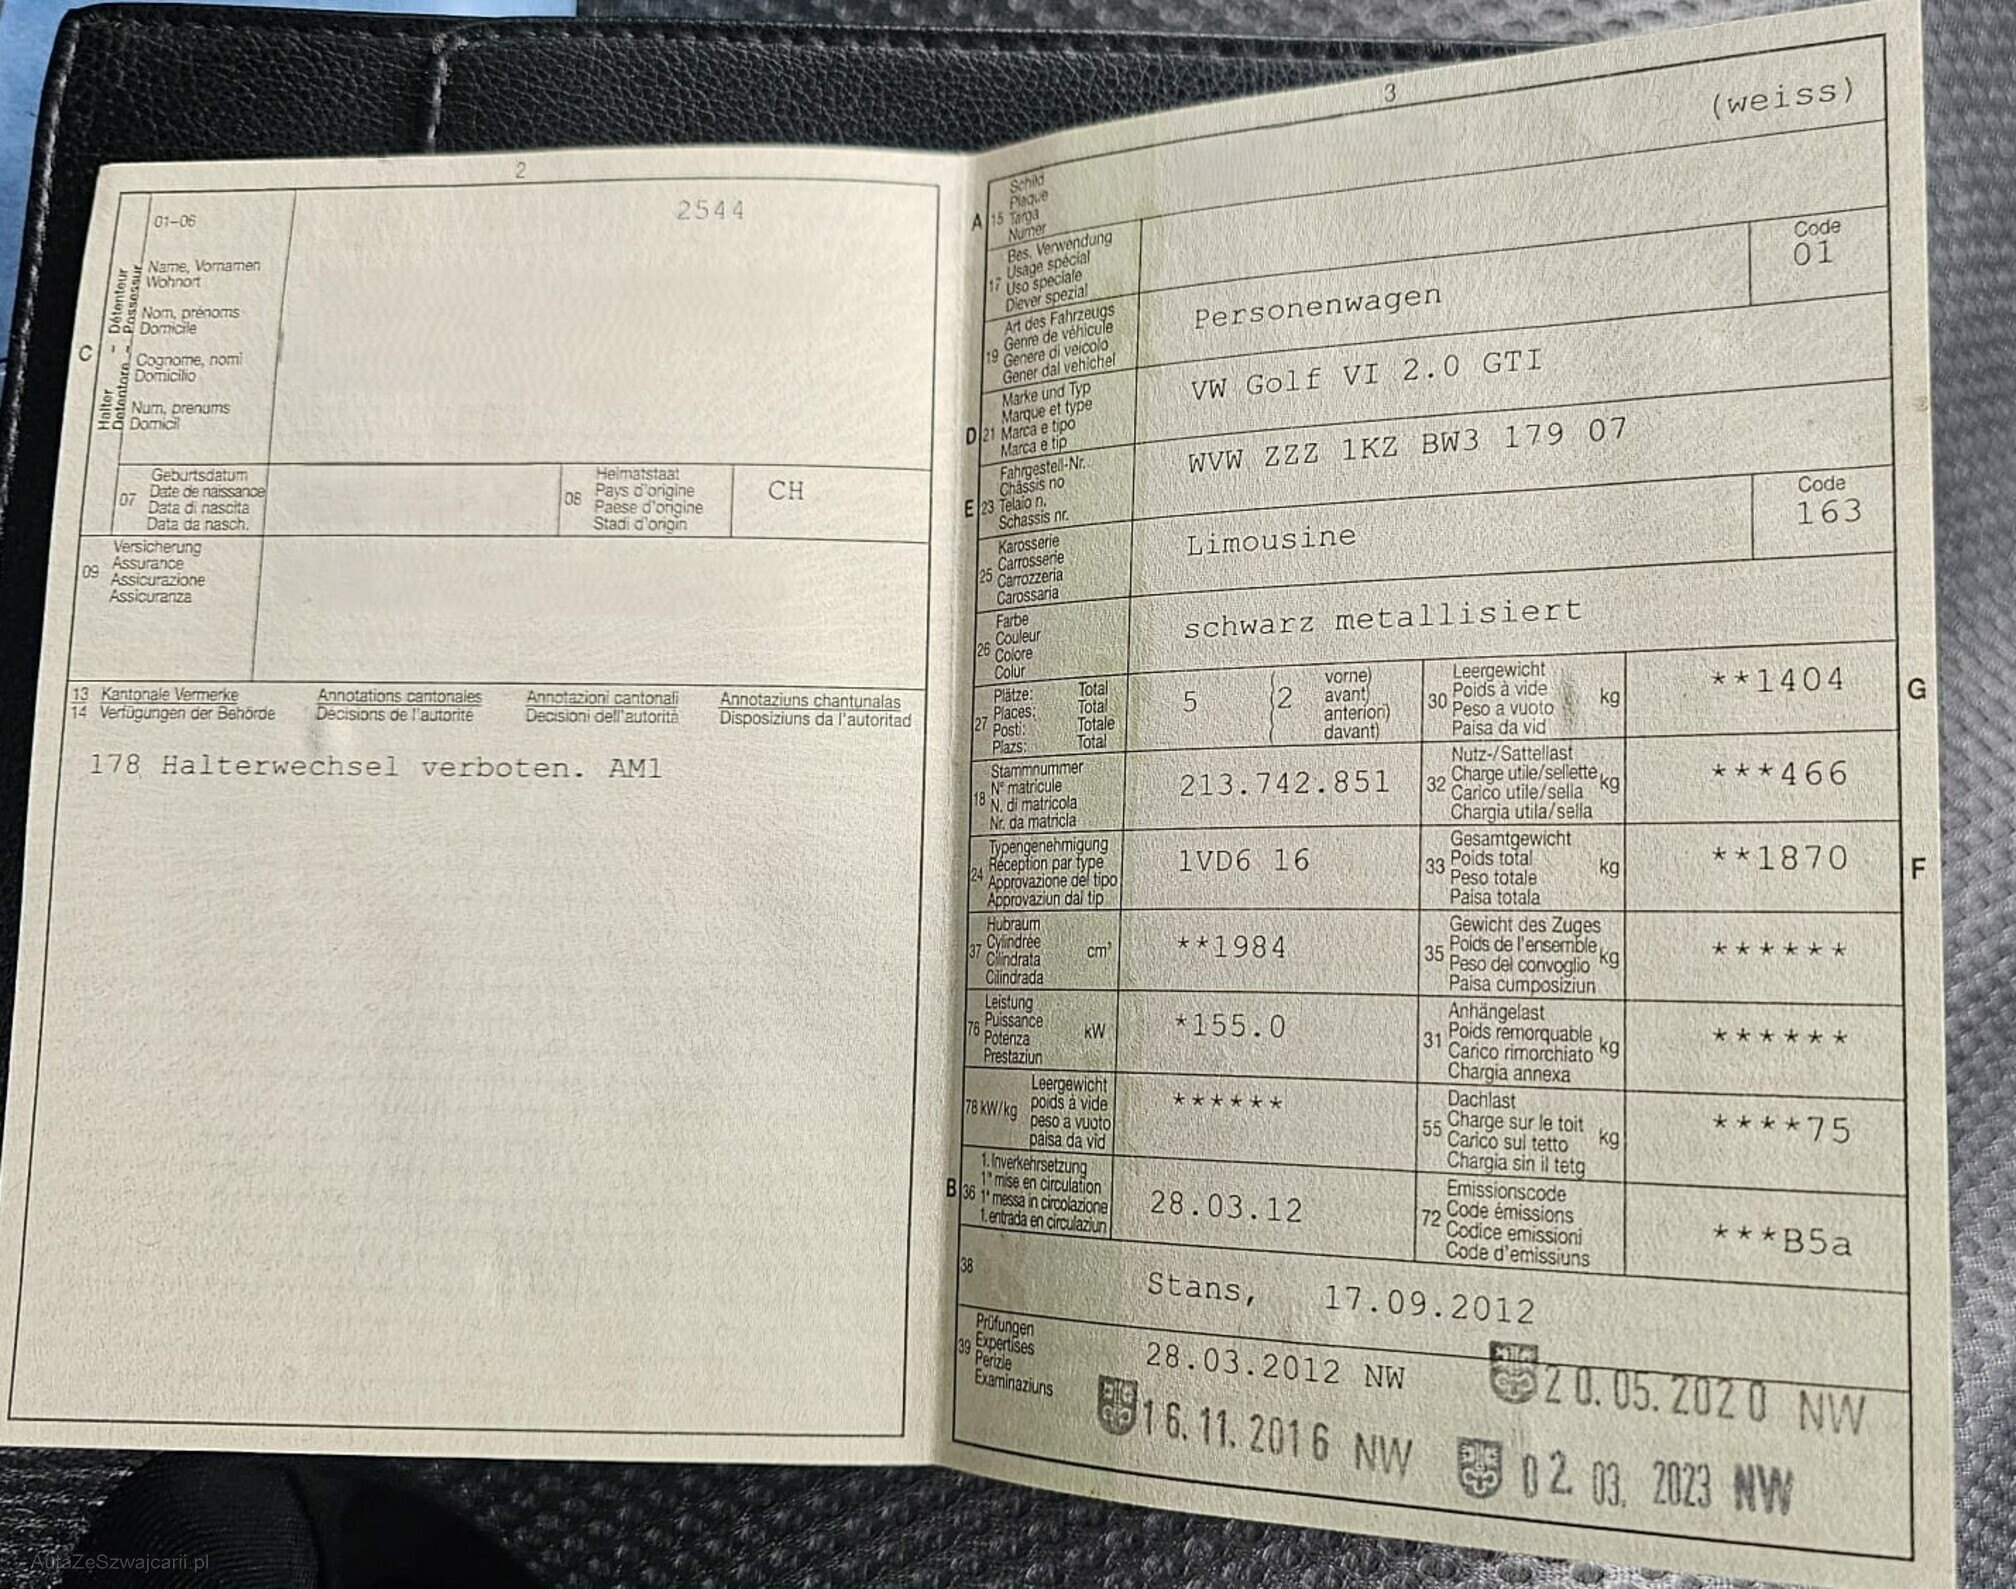 2
2544
01–06
Halter – Détenteur
Detentora – Possessur
Name, Vornamen
Wohnort
Nom, prénoms
Domicile
C
Cognome, nomi
Domicilio
Num, prenums
Domicil
07
Geburtsdatum
Date de naissance
Data di nascita
Data da nasch.
08
Heimatstaat
Pays d'origine
Paese d'origine
Stadi d'origin
CH
09
Versicherung
Assurance
Assicurazione
Assicuranza
13 Kantonale Vermerke Annotations cantonales Annotazioni cantonali Annotaziuns chantunalas
14 Verfügungen der Behörde Décisions de l'autorité Decisioni dell'autorità Disposiziuns da l'autoritad
178 Halterwechsel verboten. AM1
3
(weiss)
A 15
Schild
Plaque
Targa
Numer
17
Bes. Verwendung
Usage spécial
Uso speciale
Diever spezial
19
Art des Fahrzeugs
Genre de véhicule
Genere di veicolo
Gener dal vehichel
Personenwagen
Code
01
D 21
Marke und Typ
Marque et type
Marca e tipo
Marca e tip
VW Golf VI 2.0 GTI
E 23
Fahrgestell-Nr.
Châssis no
Telaio n.
Schassis nr.
WVW ZZZ 1KZ BW3 179 07
25
Karosserie
Carrosserie
Carrozzeria
Carossaria
Limousine
Code
163
26
Farbe
Couleur
Colore
Colur
schwarz metallisiert
27
Plätze: Total
Places: Total
Posti: Totale
Plazs: Total
5 (2
vorne)
avant)
anteriori)
davant)
30
Leergewicht
Poids à vide
Peso a vuoto
Paisa da vid
kg
**1404
G
18
Stammnummer
N° matricule
N. di matricola
Nr. da matricla
213.742.851
32
Nutz-/Sattellast
Charge utile/sellette
Carico utile/sella
Chargia utila/sella
kg
***466
24
Typengenehmigung
Réception par type
Approvazione del tipo
Approvaziun dal tip
1VD6 16
33
Gesamtgewicht
Poids total
Peso totale
Paisa totala
kg
**1870
F
37
Hubraum
Cylindrée
Cilindrata
Cilindrada
cm³
**1984
35
Gewicht des Zuges
Poids de l'ensemble
Peso del convoglio
Paisa cumposiziun
kg
******
76
Leistung
Puissance
Potenza
Prestaziun
kW
*155.0
31
Anhängelast
Poids remorquable
Carico rimorchiato
Chargia annexa
kg
******
78 kW/kg
Leergewicht
poids à vide
peso a vuoto
paisa da vid
******
55
Dachlast
Charge sur le toit
Carico sul tetto
Chargia sin il tetg
kg
****75
B 36
1. Inverkehrsetzung
1re mise en circulation
1a messa in circolazione
1. entrada en circulaziun
28.03.12
72
Emissionscode
Code émissions
Codice emissioni
Code d'emissiuns
***B5a
38
Stans, 17.09.2012
39
Prüfungen
Expertises
Perizie
Examinaziuns
28.03.2012 NW
20.05.2020 NW
16.11.2016 NW
02.03.2023 NW
AutaZeSzwajcarii.pl